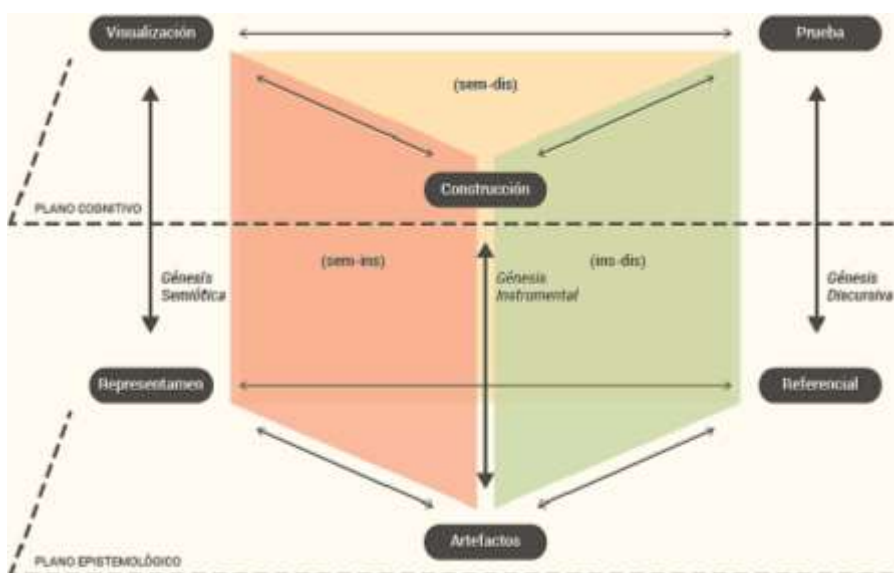 Visualización
Prueba
(sem-dis)
Construcción
PLANO COGNITIVO
(sem-ins)
(ins-dis)
Génesis
Semiótica
Génesis
Instrumental
Génesis
Discursiva
Representamen
Referencial
Artefactos
PLANO EPISTEMOLÓGICO